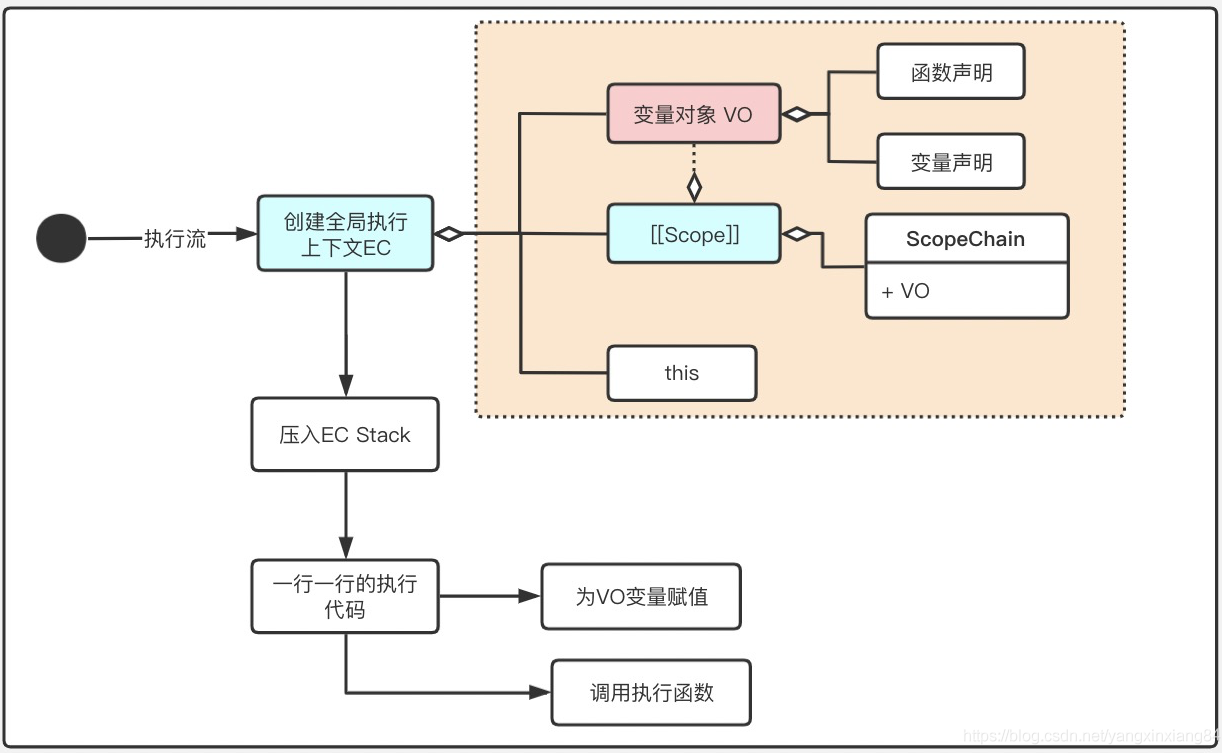 函数声明
变量对象 VO
变量声明
执行流
创建全局执行
上下文EC
[[Scope]]
ScopeChain
+ VO
this
压入EC Stack
一行一行的执行
代码
为VO变量赋值
调用执行函数
https://blog.csdn.net/yangxinxiang84